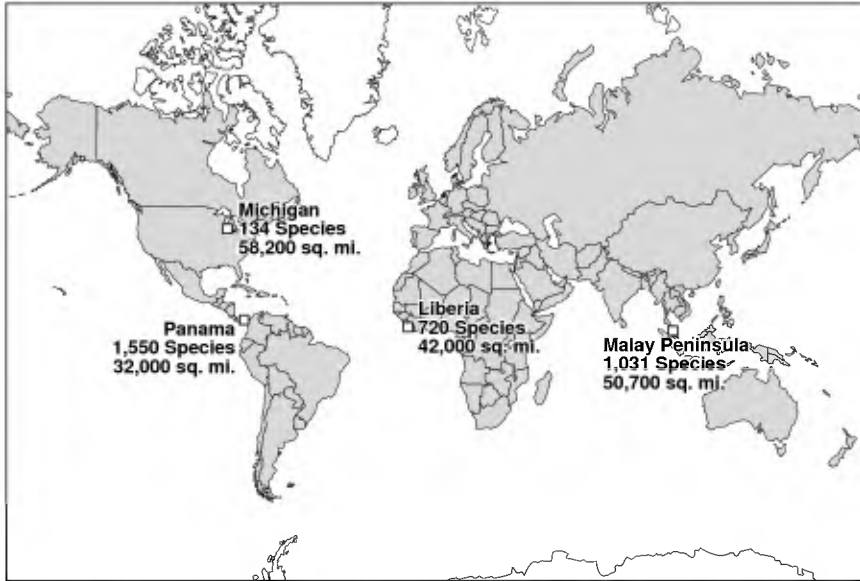 Michigan
134 Species
58,200 sq. mi.
Panama
1,550 Species
32,000 sq. mi.
Liberia
720 Species
42,000 sq. mi.
Malay Peninsula
1,031 Species
50,700 sq. mi.